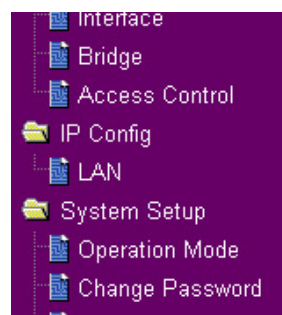 Interface
Bridge
Access Control
IP Config
LAN
System Setup
Operation Mode
Change Password